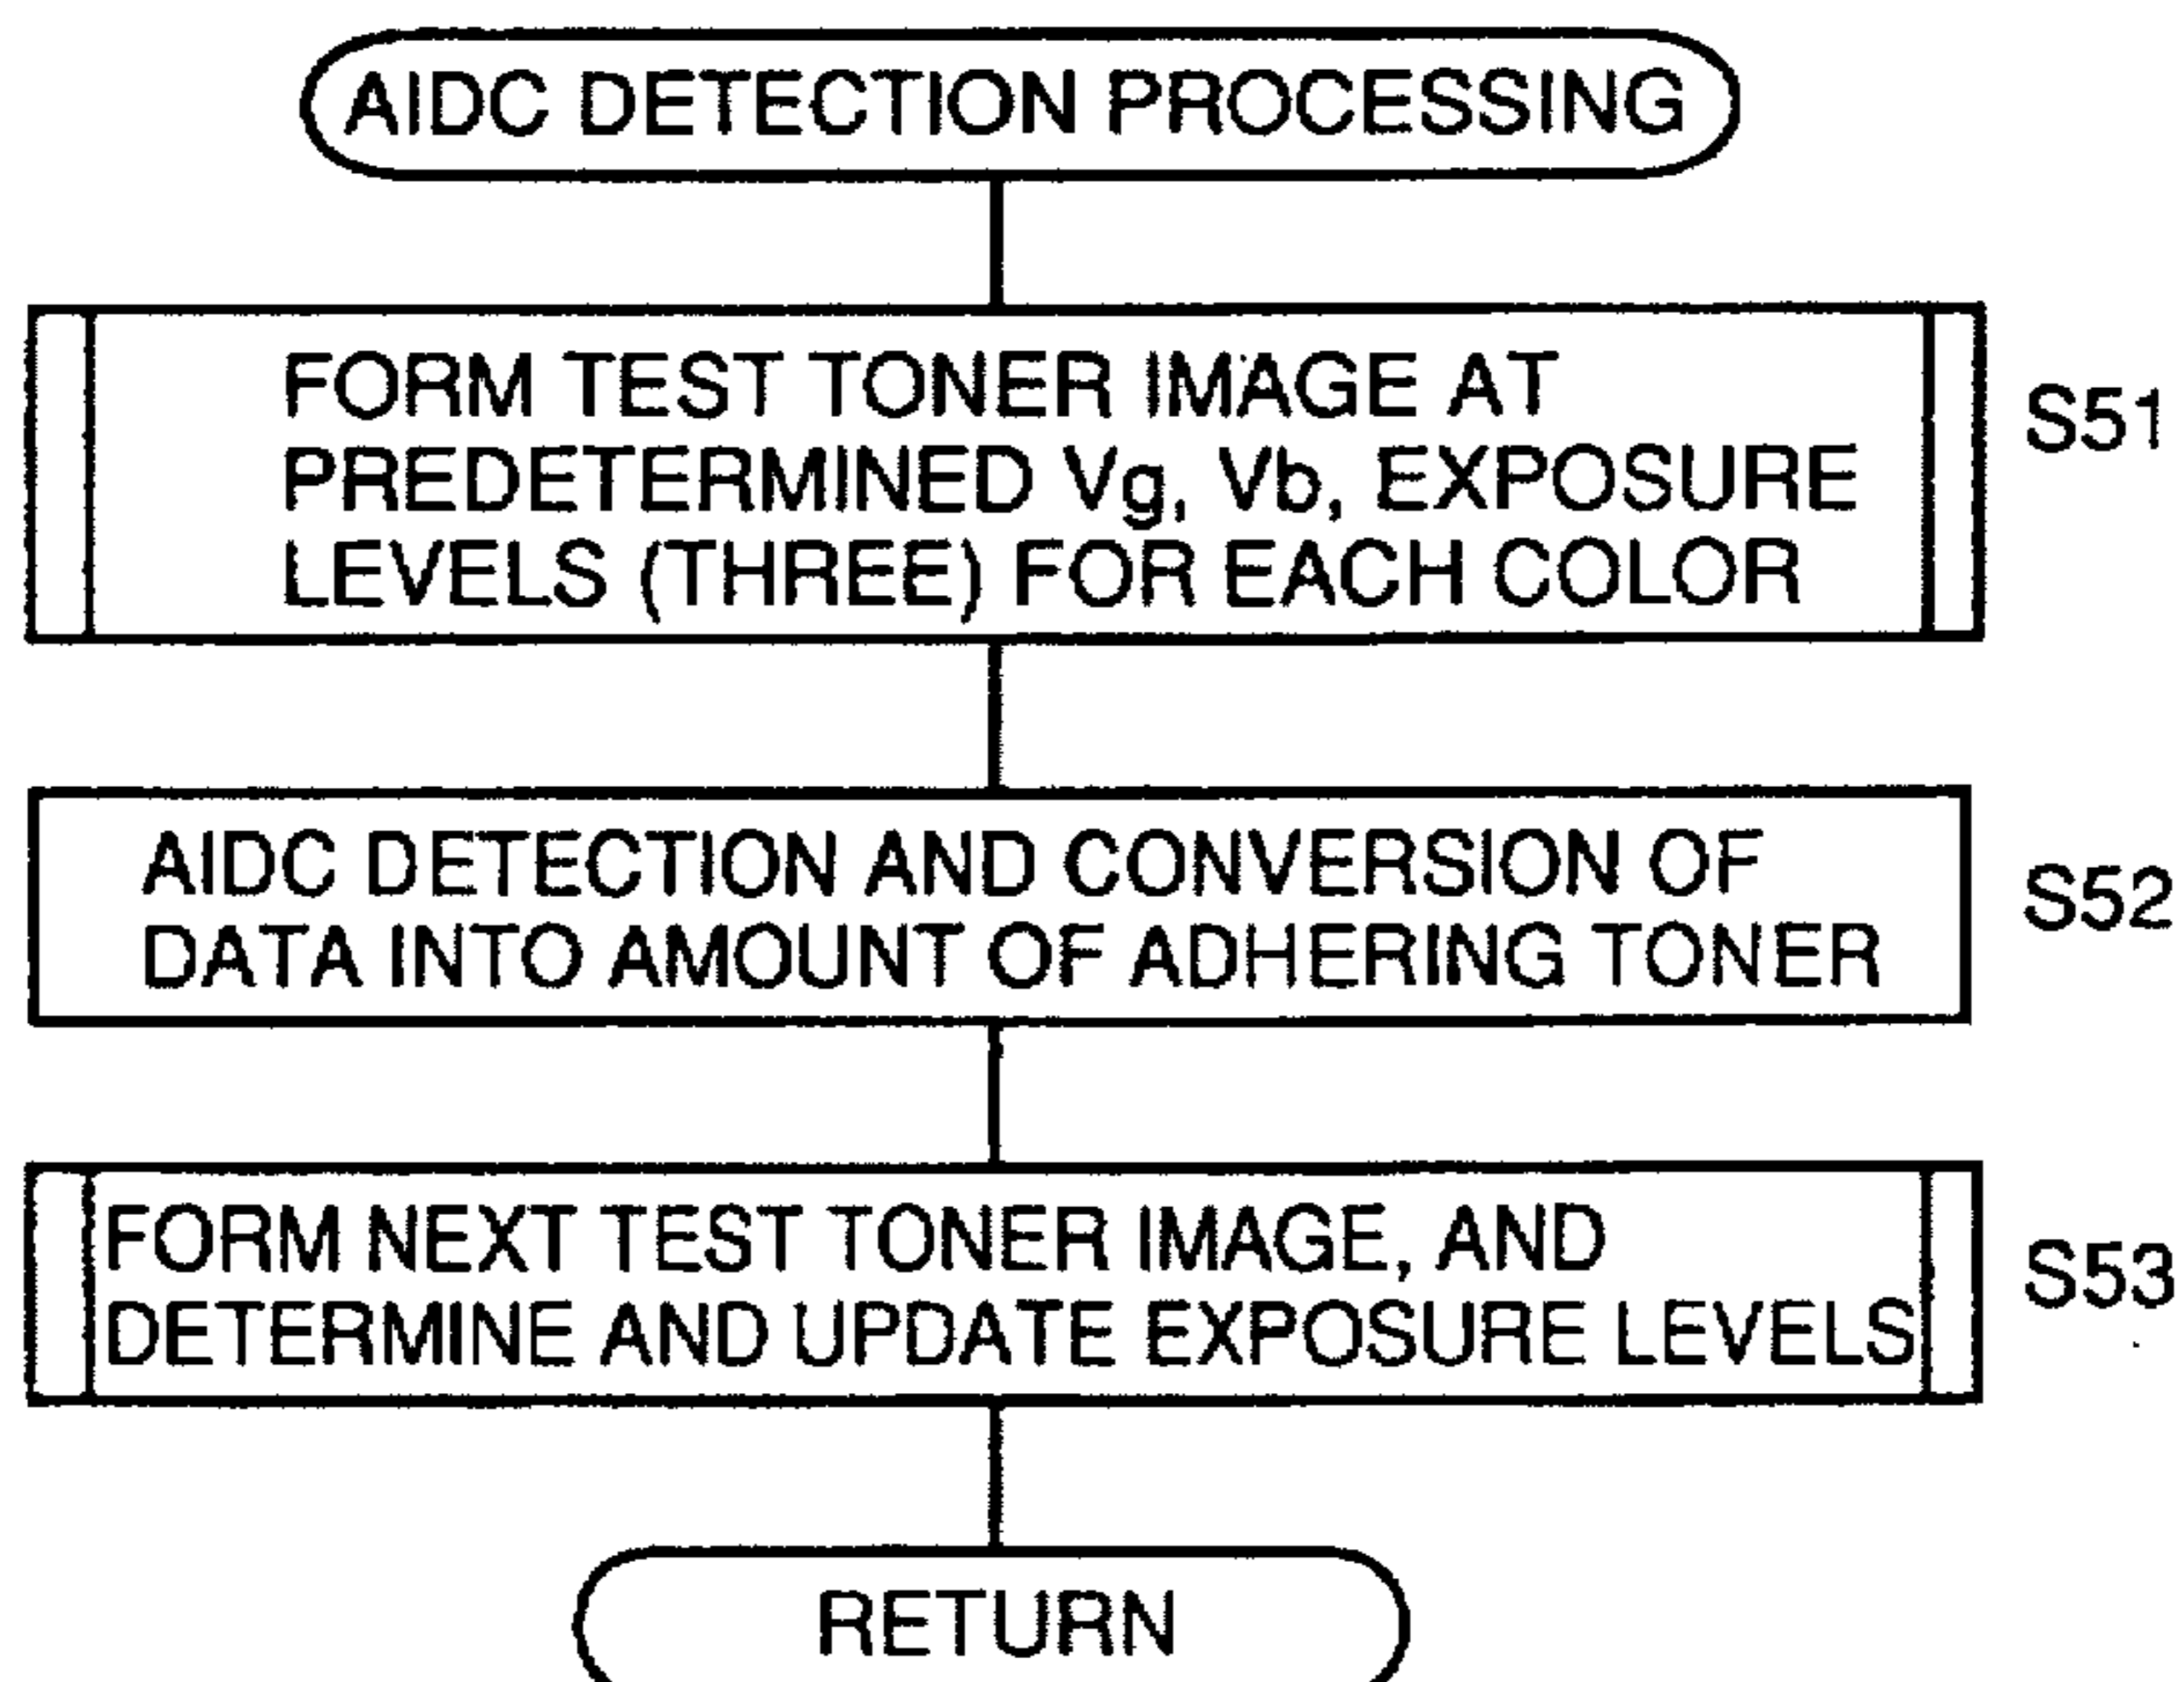 AIDC DETECTION PROCESSING
FORM TEST TONER IMAGE AT
PREDETERMINED Vg, Vb, EXPOSURE
LEVELS (THREE) FOR EACH COLOR
S51
AIDC DETECTION AND CONVERSION OF
DATA INTO AMOUNT OF ADHERING TONER
S52
FORM NEXT TEST TONER IMAGE, AND
DETERMINE AND UPDATE EXPOSURE LEVELS
S53
RETURN